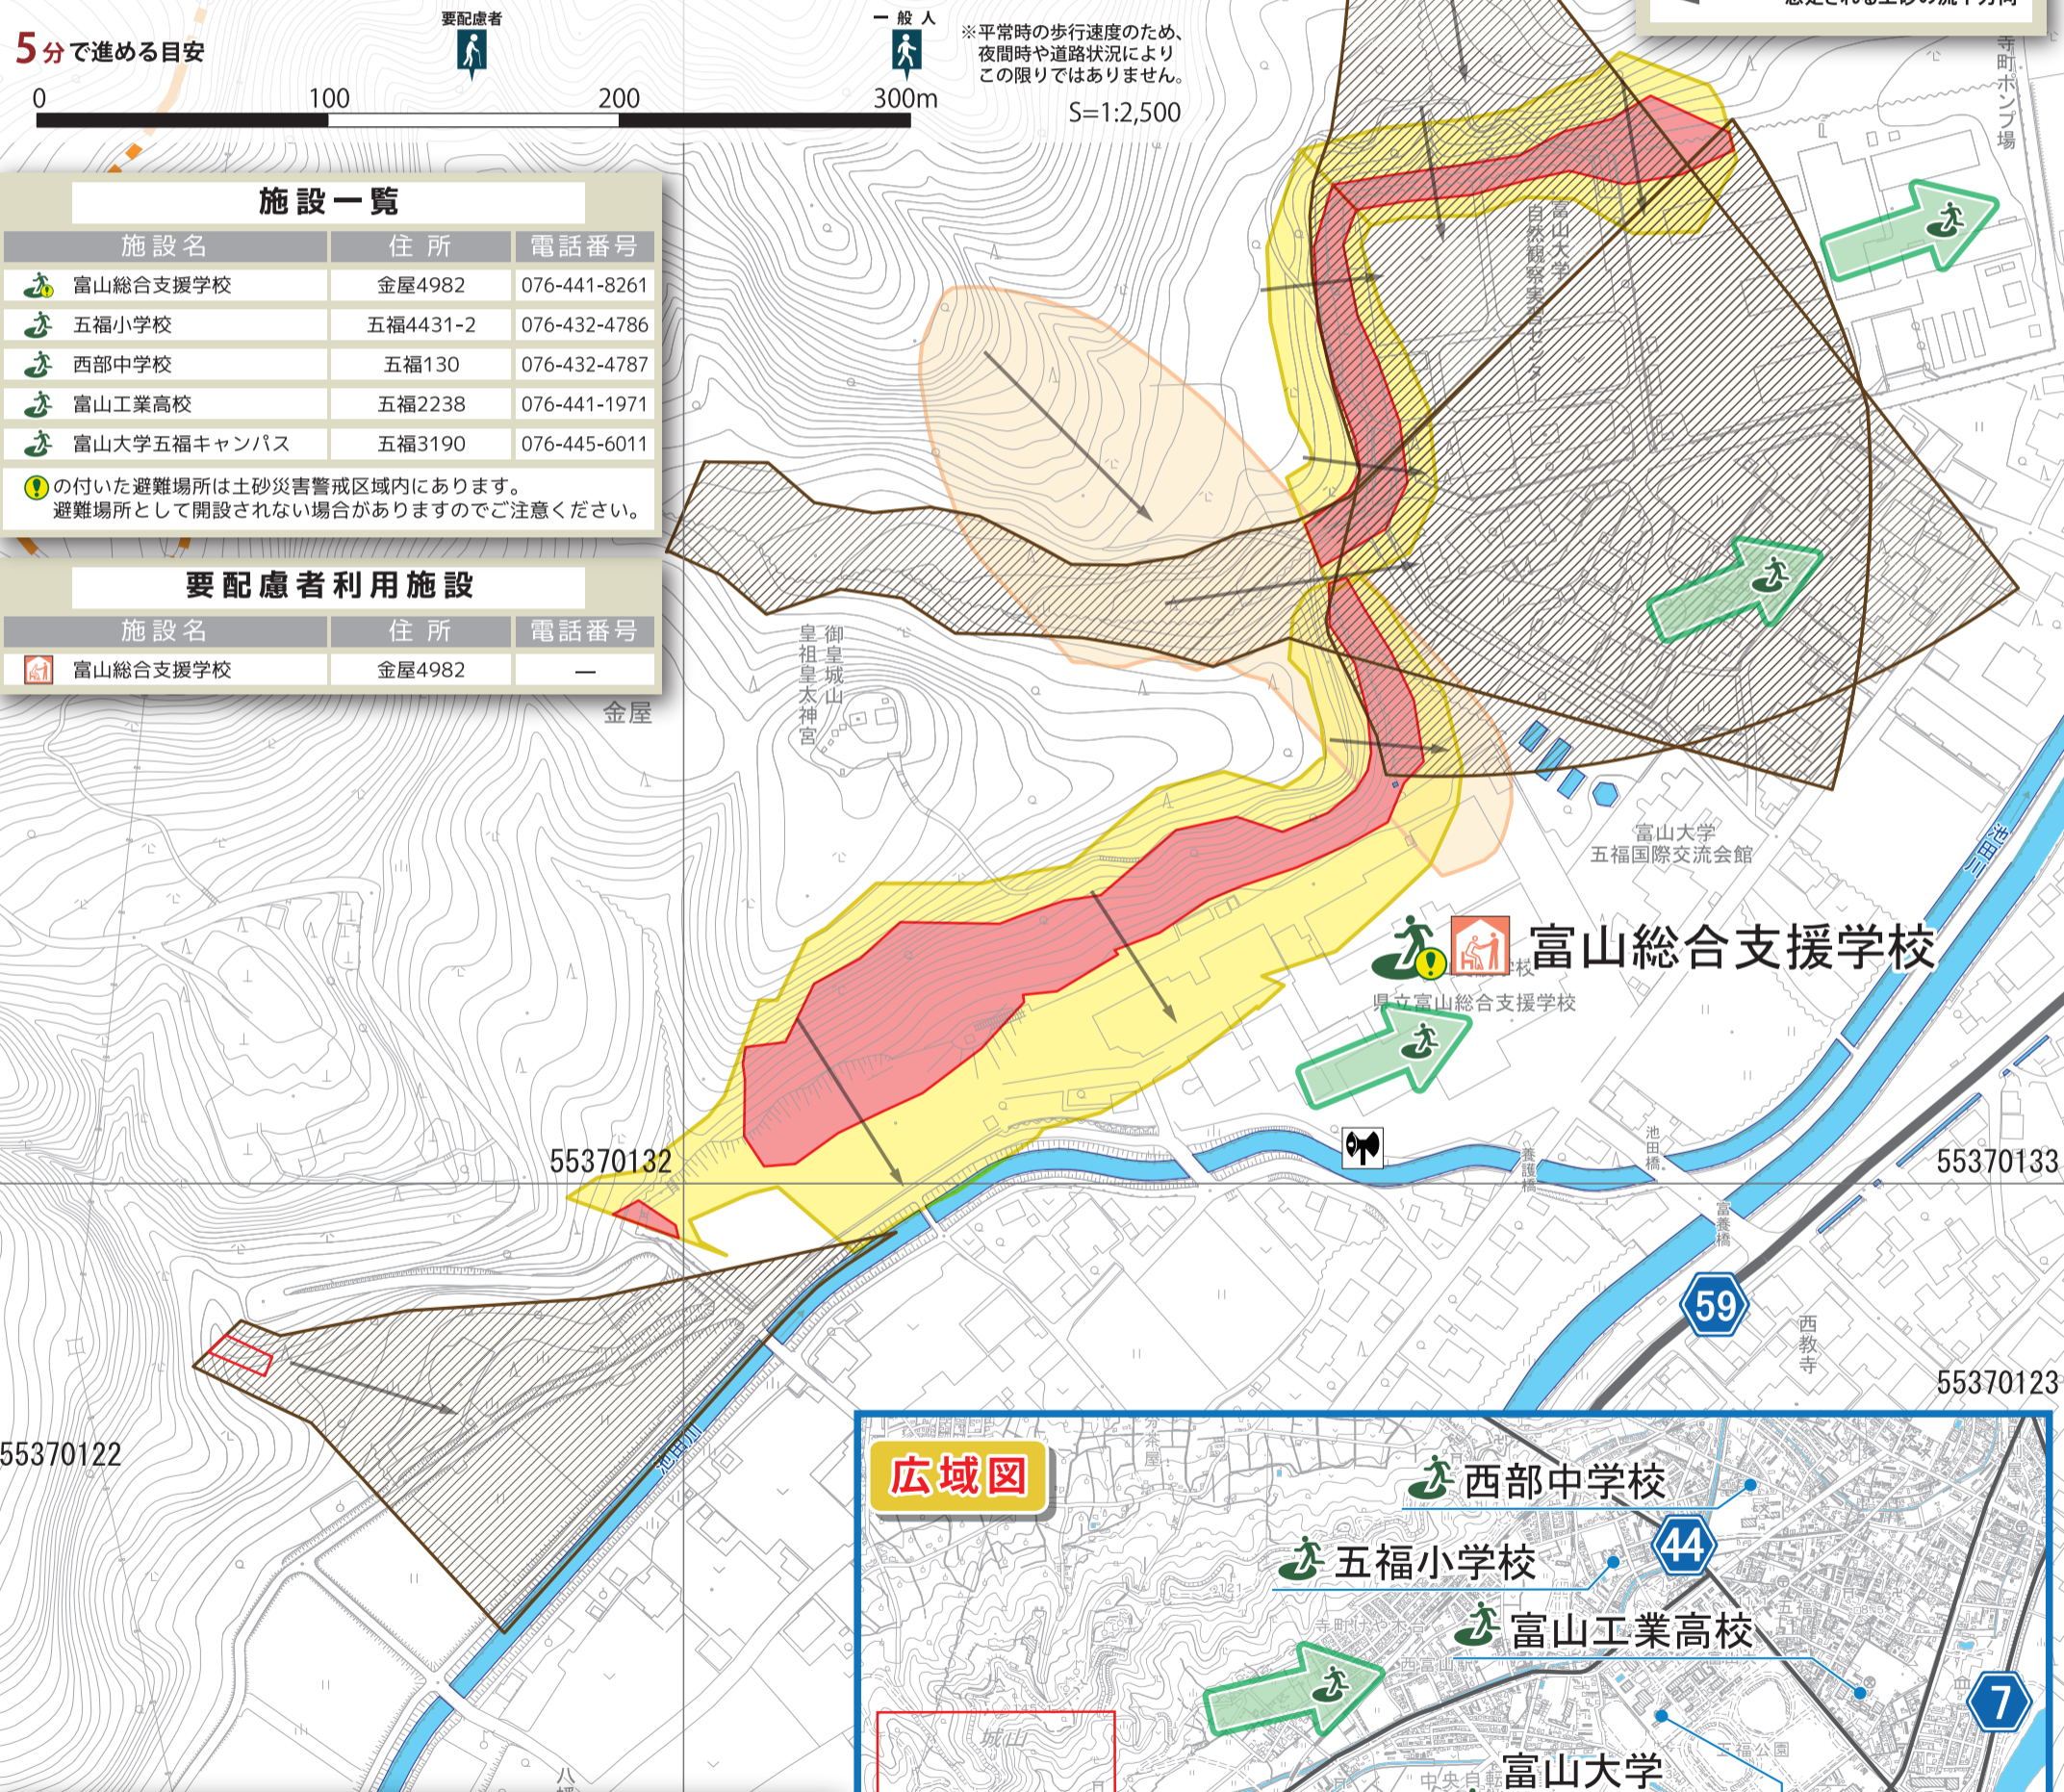 5分で進める目安
要配慮者
一般人
※平常時の歩行速度のため、
夜間時や道路状況により
この限りではありません。
0 100 200 300m
S=1:2,500
施設一覧
施設名 住所 電話番号
富山総合支援学校 金屋4982 076-441-8261
五福小学校 五福4431-2 076-432-4786
西部中学校 五福130 076-432-4787
富山工業高校 五福2238 076-441-1971
富山大学五福キャンパス 五福3190 076-445-6011
の付いた避難場所は土砂災害警戒区域内にあります。
避難場所として開設されない場合がありますのでご注意ください。
要配慮者利用施設
施設名 住所 電話番号
富山総合支援学校 金屋4982 —
寺町ポンプ場
富山大学
自然観察実習センター
御皇城山
皇祖皇太神宮
金屋
富山大学
五福国際交流会館
富山総合支援学校
県立富山総合支援学校
55370132
55370133
養護橋
池田橋
富養橋
59
西教寺
55370123
55370122
池田川
広域図
西部中学校
44
五福小学校
富山工業高校
7
城山
五福公園
富山大学